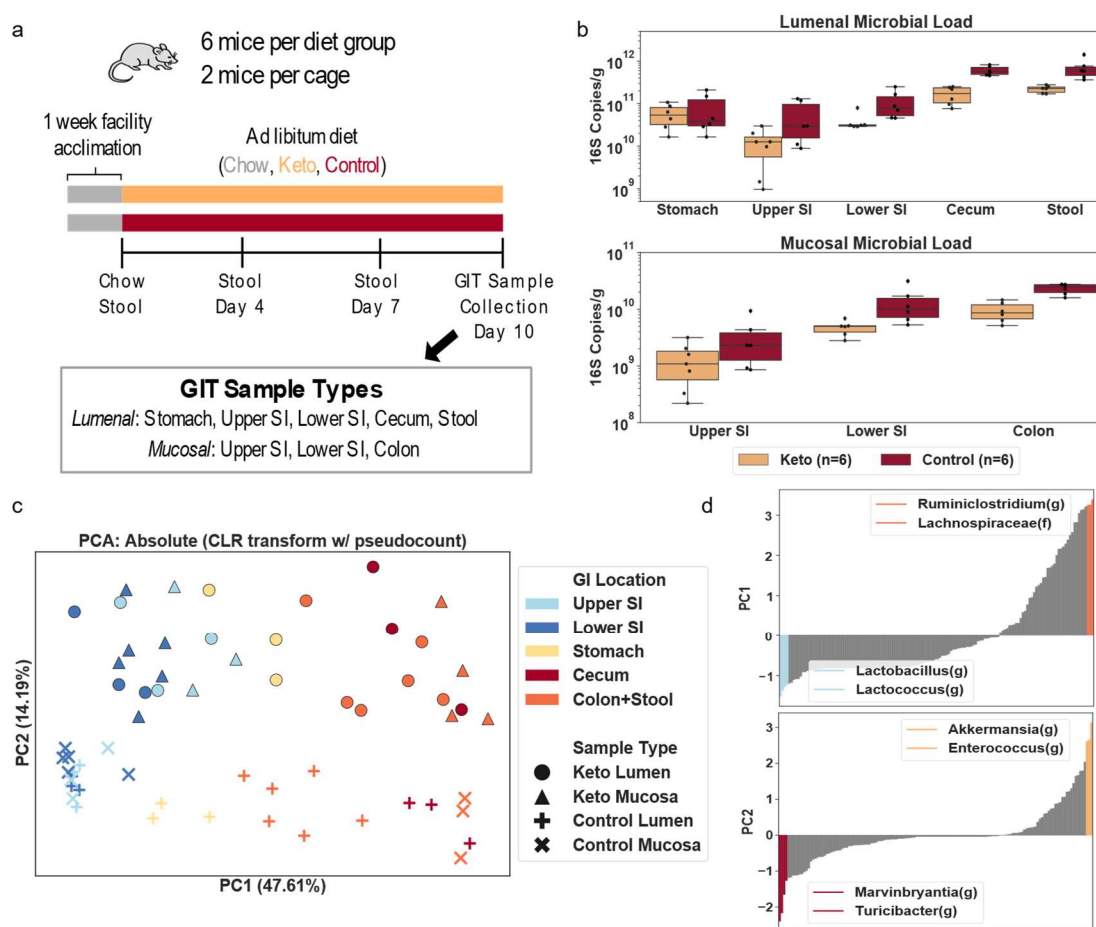 a
6 mice per diet group
2 mice per cage
1 week facility
acclimation
Ad libitum diet
(Chow, Keto, Control)
Chow
Stool
Stool
Day 4
Stool
Day 7
GIT Sample
Collection
Day 10
GIT Sample Types
Lumenal: Stomach, Upper SI, Lower SI, Cecum, Stool
Mucosal: Upper SI, Lower SI, Colon
b
Lumenal Microbial Load
16S Copies/g
10^12
10^11
10^10
10^9
Stomach Upper SI Lower SI Cecum Stool
Mucosal Microbial Load
16S Copies/g
10^11
10^10
10^9
10^8
Upper SI Lower SI Colon
Keto (n=6) Control (n=6)
c
PCA: Absolute (CLR transform w/ pseudocount)
PC2 (14.19%)
PC1 (47.61%)
GI Location
Upper SI
Lower SI
Stomach
Cecum
Colon+Stool
Sample Type
Keto Lumen
Keto Mucosa
Control Lumen
Control Mucosa
d
PC1
3
2
1
0
−1
Ruminiclostridium(g)
Lachnospiraceae(f)
Lactobacillus(g)
Lactococcus(g)
PC2
3
2
1
0
−1
−2
Akkermansia(g)
Enterococcus(g)
Marvinbryantia(g)
Turicibacter(g)